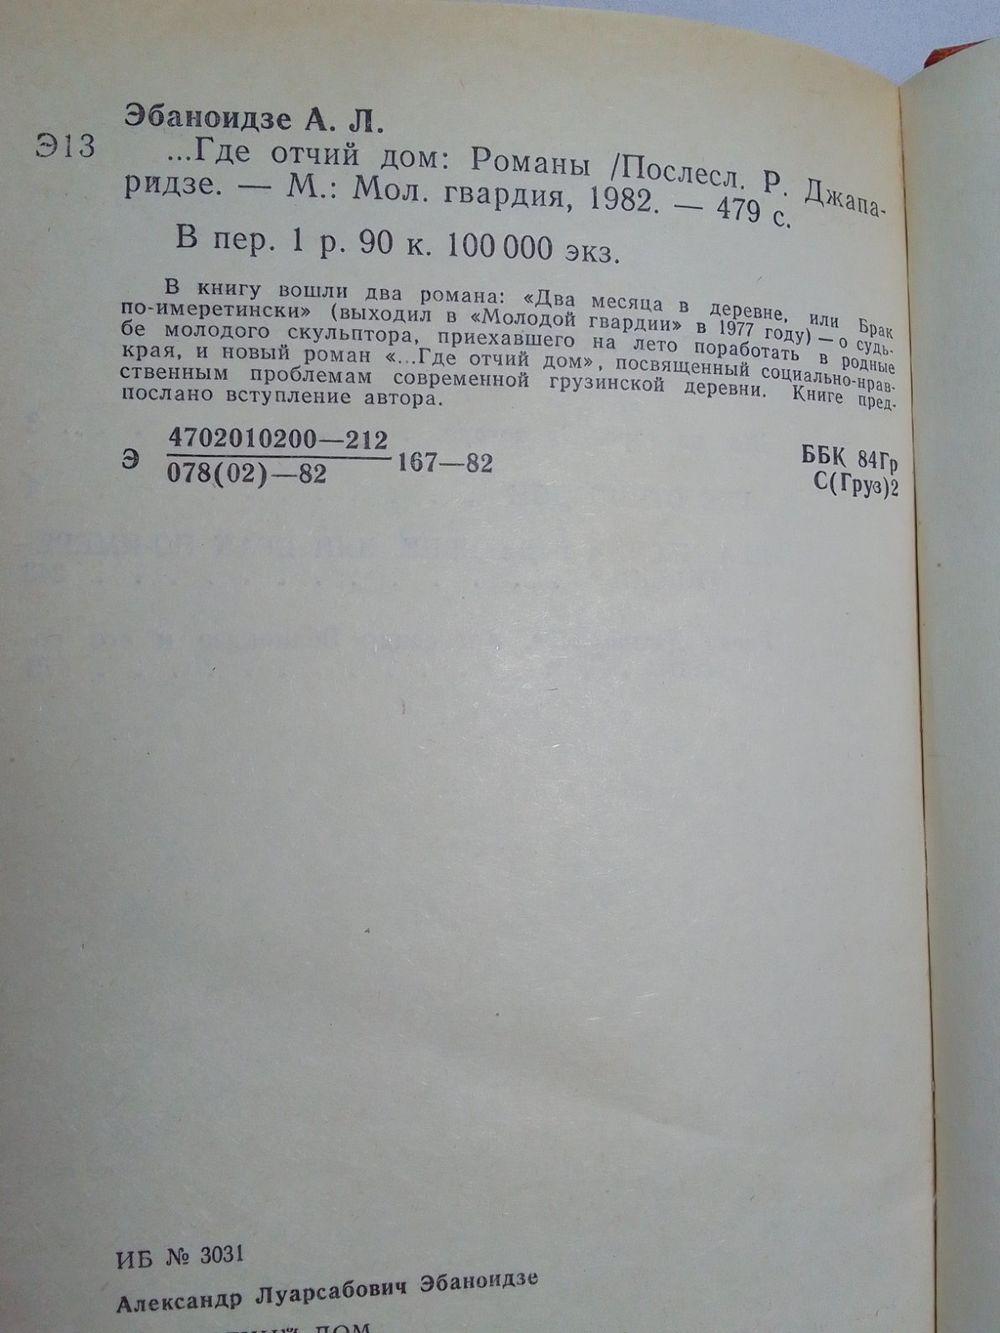 Эбаноидзе А. Л.
Э13
...Где отчий дом: Романы /Послесл. Р. Джапа-
ридзе. — М.: Мол. гвардия, 1982. — 479 с.
В пер. 1 р. 90 к. 100 000 экз.
В книгу вошли два романа: «Два месяца в деревне, или Брак
по-имеретински» (выходил в «Молодой гвардии» в 1977 году) — о судь-
бе молодого скульптора, приехавшего на лето поработать в родные
края, и новый роман «...Где отчий дом», посвященный социально-нрав-
ственным проблемам современной грузинской деревни. Книге пред-
послано вступление автора.
Э 4702010200—212
078(02)—82 167—82
ББК 84Гр
С(Груз)2
ИБ № 3031
Александр Луарсабович Эбаноидзе
ДОМ